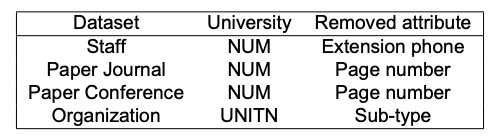 Dataset University Removed attribute
Staff NUM Extension phone
Paper Journal NUM Page number
Paper Conference NUM Page number
Organization UNITN Sub-type